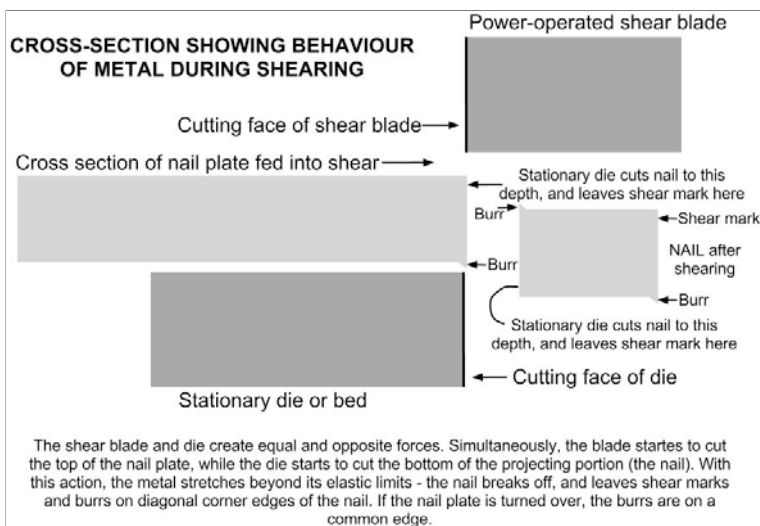 Power-operated shear blade
CROSS-SECTION SHOWING BEHAVIOUR
OF METAL DURING SHEARING
Cutting face of shear blade
Cross section of nail plate fed into shear
Stationary die cuts nail to this
depth, and leaves shear mark here
Burr
Shear mark
NAIL after
shearing
Burr
Burr
Stationary die cuts nail to this
depth, and leaves shear mark here
Cutting face of die
Stationary die or bed
The shear blade and die create equal and opposite forces. Simultaneously, the blade startes to cut
the top of the nail plate, while the die starts to cut the bottom of the projecting portion (the nail). With
this action, the metal stretches beyond its elastic limits - the nail breaks off, and leaves shear marks
and burrs on diagonal corner edges of the nail. If the nail plate is turned over, the burrs are on a
common edge.